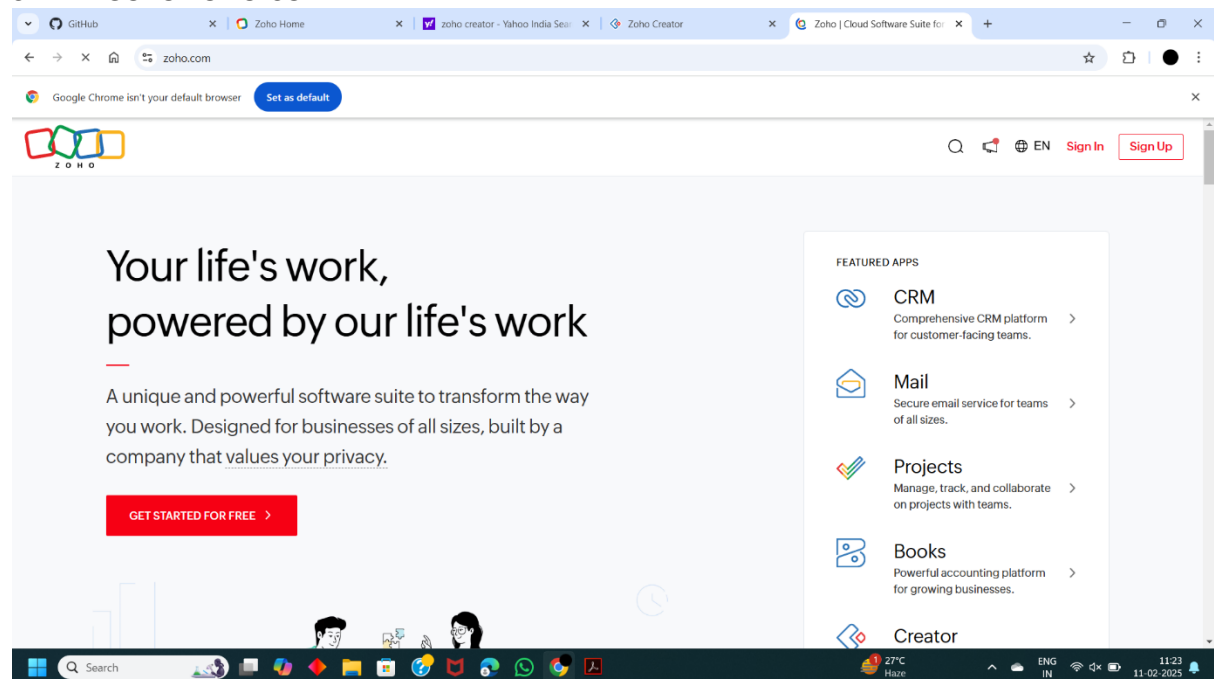 GitHub
Zoho Home
zoho creator - Yahoo India Sear
Zoho Creator
Zoho | Cloud Software Suite for
zoho.com
Google Chrome isn't your default browser
Set as default
ZOHO
EN
Sign In
Sign Up
Your life's work,
powered by our life's work
A unique and powerful software suite to transform the way
you work. Designed for businesses of all sizes, built by a
company that values your privacy.
GET STARTED FOR FREE
FEATURED APPS
CRM
Comprehensive CRM platform
for customer-facing teams.
Mail
Secure email service for teams
of all sizes.
Projects
Manage, track, and collaborate
on projects with teams.
Books
Powerful accounting platform
for growing businesses.
Creator
Search
1
27°C
Haze
ENG
IN
11:23
11-02-2025